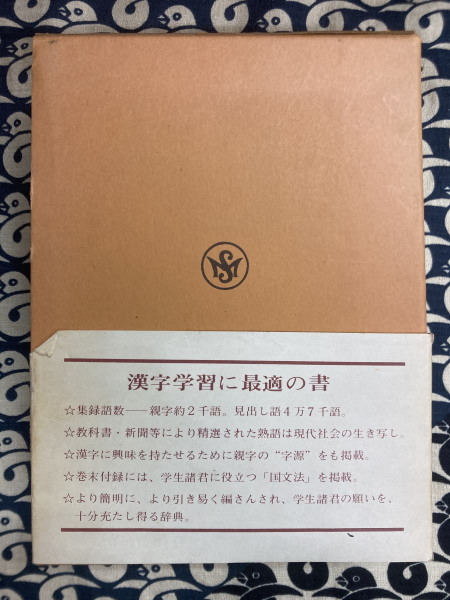 漢字学習に最適の書
☆集録語数――親字約2千語。見出し語4万7千語。
☆教科書・新聞等により精選された熟語は現代社会の生き写し。
☆漢字に興味を持たせるために親字の“字源”をも掲載。
☆巻末付録には、学生諸君に役立つ「国文法」を掲載。
☆より簡明に、より引き易く編さんされ、学生諸君の願いを、
十分充たし得る辞典。